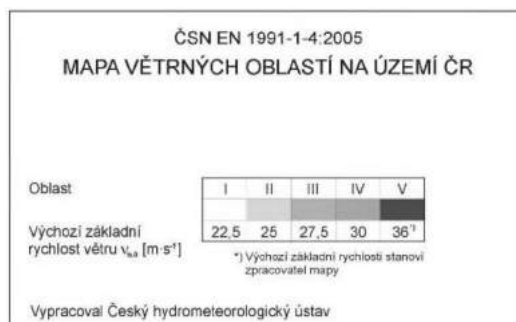 ČSN EN 1991-1-4:2005
MAPA VĚTRNÝCH OBLASTÍ NA ÚZEMÍ ČR
Oblast I II III IV V
Výchozí základní
rychlost větru v_b,0 [m·s⁻¹] 22,5 25 27,5 30 36*)
*) Výchozí základní rychlosti stanoví
zpracovatel mapy
Vypracoval Český hydrometeorologický ústav